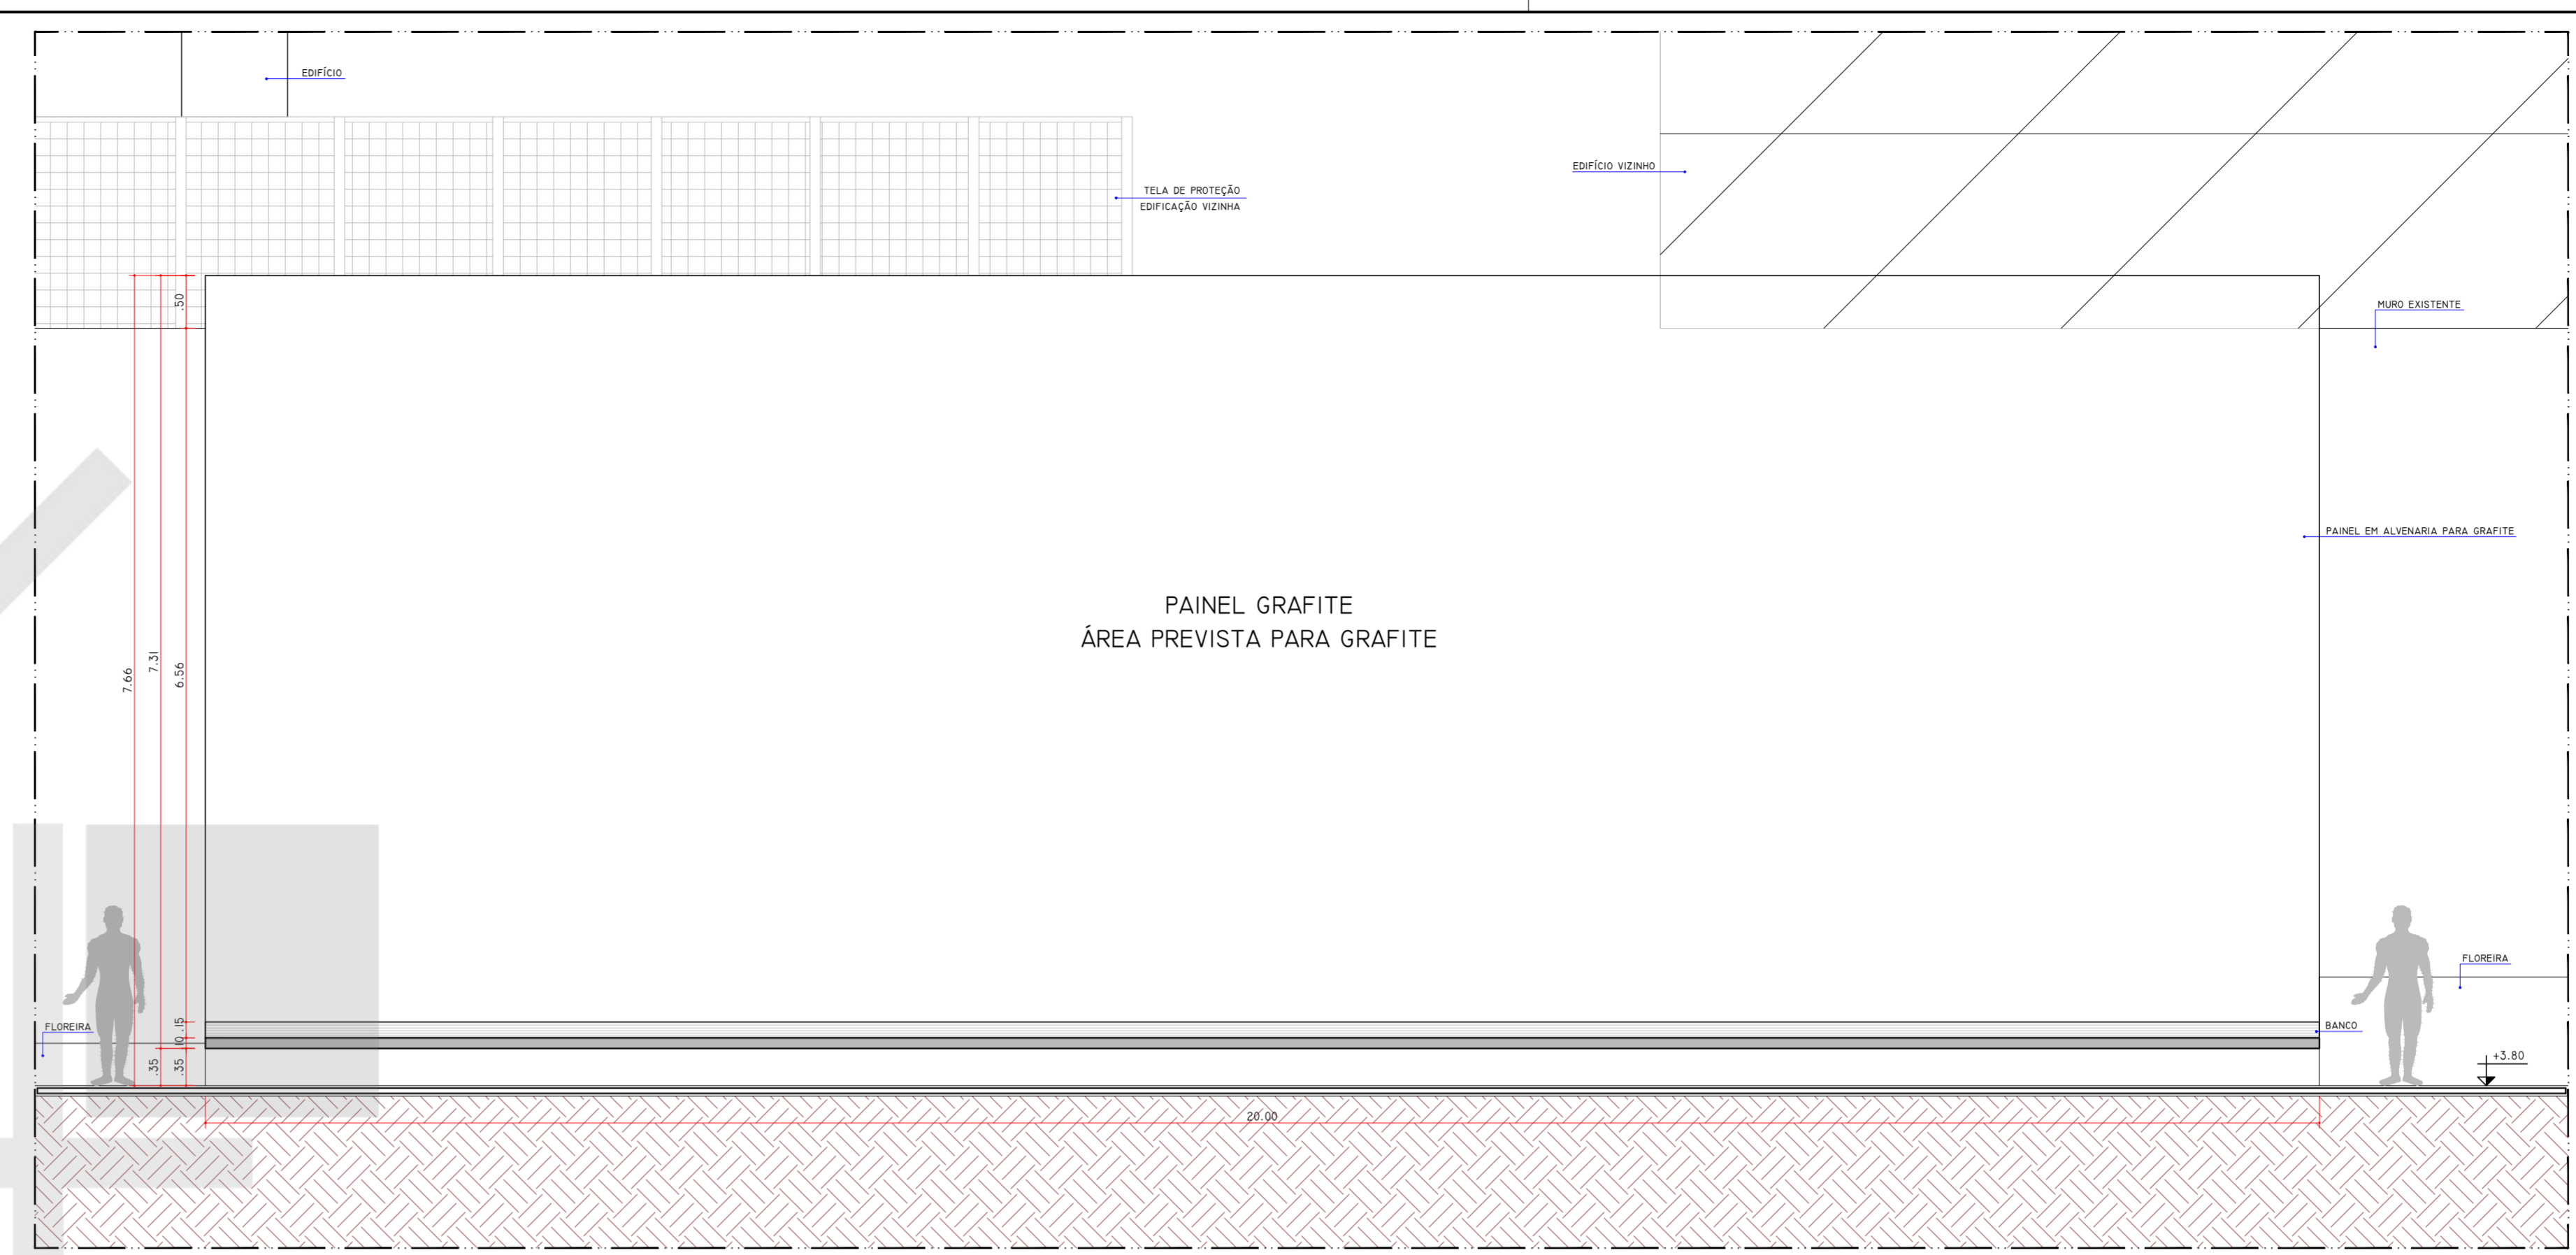 EDIFÍCIO
EDIFÍCIO VIZINHO
TELA DE PROTEÇÃO
EDIFICAÇÃO VIZINHA
.50
MURO EXISTENTE
PAINEL EM ALVENARIA PARA GRAFITE
PAINEL GRAFITE
ÁREA PREVISTA PARA GRAFITE
7.66
7.31
6.56
FLOREIRA
FLOREIRA
.15
.10
BANCO
.35
.35
+3.80
20.00